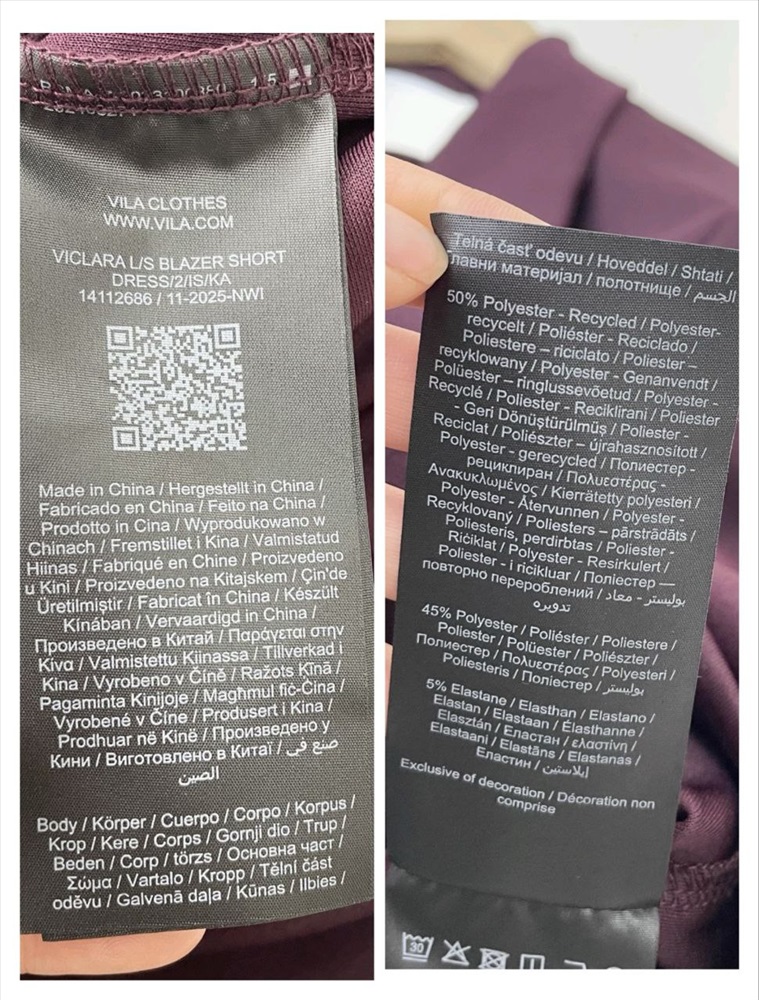 VILA CLOTHES
WWW.VILA.COM
VICLARA L/S BLAZER SHORT
DRESS/2/IS/KA
14112686 / 11-2025-NWI
Made in China / Hergestellt in China /
Fabricado en China / Feito na China /
Prodotto in Cina / Wyprodukowano w
Chinach / Fremstillet i Kina / Valmistatud
Hiinas / Fabriqué en Chine / Proizvedeno
u Kini / Proizvedeno na Kitajskem / Çin'de
Üretilmiştir / Fabricat în China / Készült
Kínában / Vervaardigd in China /
Произведено в Китай / Παράγεται στην
Κίνα / Valmistettu Kiinassa / Tillverkad i
Kina / Vyrobeno v Číně / Ražots Ķīnā /
Pagaminta Kinijoje / Magħmul fiċ-Ċina /
Vyrobené v Číne / Produsert i Kina /
Prodhuar në Kinë / Произведено у
Кини / Виготовлено в Китаї / صنع في
الصين
Body / Körper / Cuerpo / Corpo / Korpus /
Krop / Kere / Corps / Gornji dio / Trup /
Beden / Corp / törzs / Основна част /
Σώμα / Vartalo / Kropp / Tělní část
oděvu / Galvenā daļa / Kūnas / Ilbies /
Telná časť odevu / Hoveddel / Shtati /
Главни материјал / полотнище / الجسم
50% Polyester - Recycled / Polyester-
recycelt / Poliéster - Reciclado /
Poliestere – riciclato / Poliester –
recyklowany / Polyester - Genanvendt /
Polüester – ringlussevõetud / Polyester -
Recyclé / Poliester - Reciklirani / Poliester
- Geri Dönüştürülmüş / Poliester -
Reciclat / Poliészter – újrahasznosított /
Polyester - gerecycled / Полиестер -
рециклиран / Πολυεστέρας -
Ανακυκλωμένος / Kierrätetty polyesteri /
Polyester - Återvunnen / Polyester -
Recyklovaný / Poliesters – pārstrādāts /
Poliesteris, perdirbtas / Poliester -
Riċiklat / Polyester - Resirkulert /
Poliester - i ricikluar / Поліестер —
повторно перероблений / بوليستر - معاد
تدويره
45% Polyester / Poliéster / Poliestere /
Poliester / Polüester / Poliészter /
Полиестер / Πολυεστέρας / Polyesteri /
Poliesteris / Поліестер / بوليستر
5% Elastane / Elasthan / Elastano /
Elastan / Elastaan / Élasthanne /
Elasztán / Еластан / ελαστίνη /
Elastaani / Elastāns / Elastanas /
Еластин / إيلاستين
Exclusive of decoration / Décoration non
comprise
30